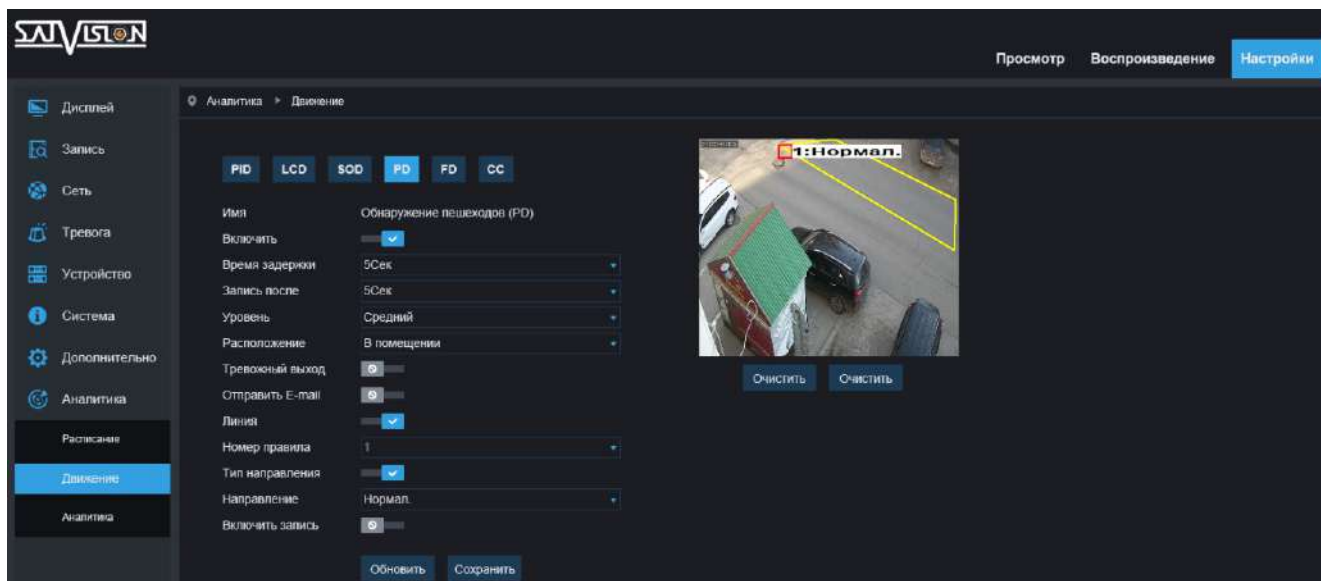 SATVISION
Просмотр Воспроизведение Настройки
Дисплей
Запись
Сеть
Тревога
Устройство
Система
Дополнительно
Аналитика
Расписание
Движение
Аналитика
Аналитика Движение
PID LCD SOD PD FD CC
Имя Обнаружение пешеходов (PD)
Включить
Время задержки 5Сек
Запись после 5Сек
Уровень Средний
Расположение В помещении
Тревожный выход
Отправить E-mail
Линия
Номер правила 1
Тип направления
Направление Нормал.
Включить запись
Обновить Сохранить
1:Нормал.
Очистить Очистить